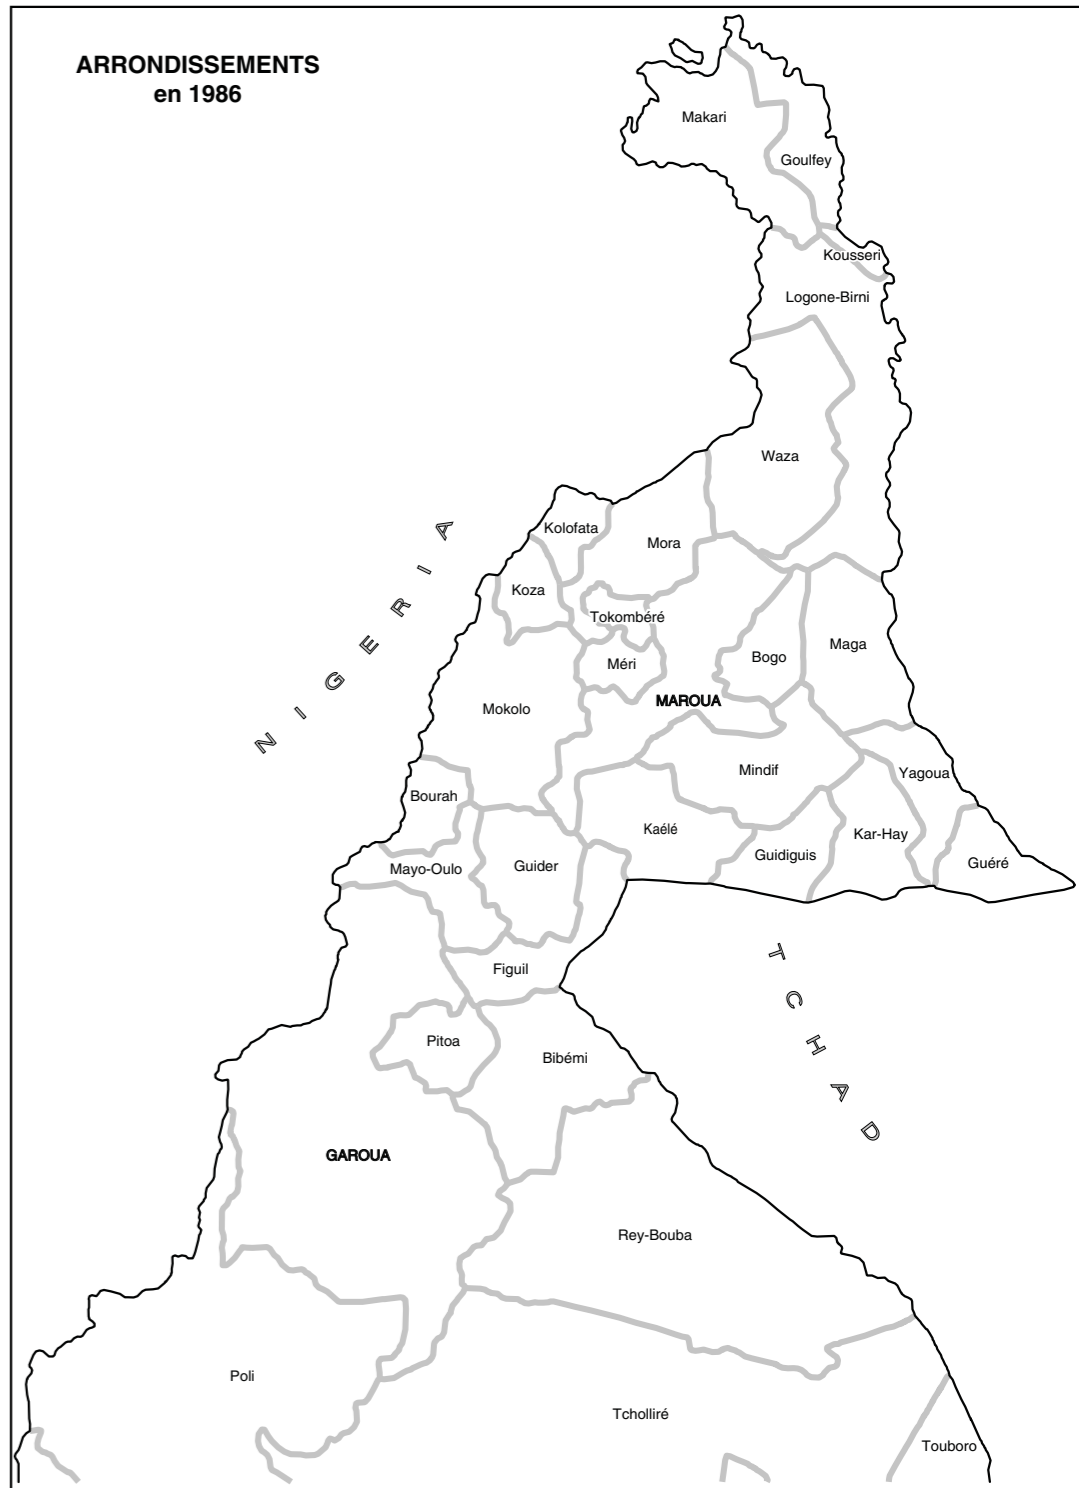 ARRONDISSEMENTS
en 1986
Makari
Goulfey
Kousseri
Logone-Birni
Waza
Kolofata
Mora
Koza
Tokombéré
Méri
Bogo
Maga
MAROUA
Mokolo
NIGERIA
Mindif
Yagoua
Bourah
Kaélé
Kar-Hay
Guidiguis
Guéré
Mayo-Oulo
Guider
Figuil
TCHAD
Pitoa
Bibémi
GAROUA
Rey-Bouba
Poli
Tcholliré
Touboro